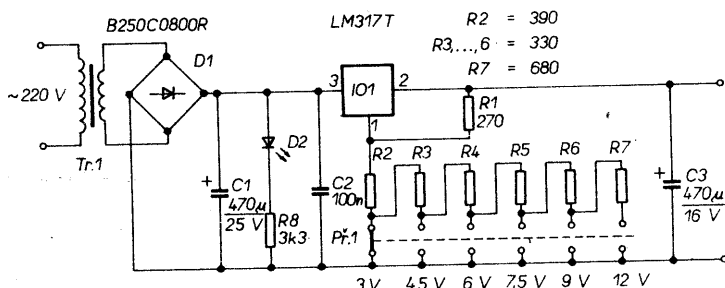 B250C0800R
LM317T
R2 = 390
R3,...,6 = 330
R7 = 680
D1
~220 V
Tr.1
3
IO1
2
1
R1
270
D2
R2
R3
R4
R5
R6
R7
+
C1
470µ
25 V
R8
3k3
C2
100n
Př.1
+
C3
470µ
16 V
3 V
4,5 V
6 V
7,5 V
9 V
12 V